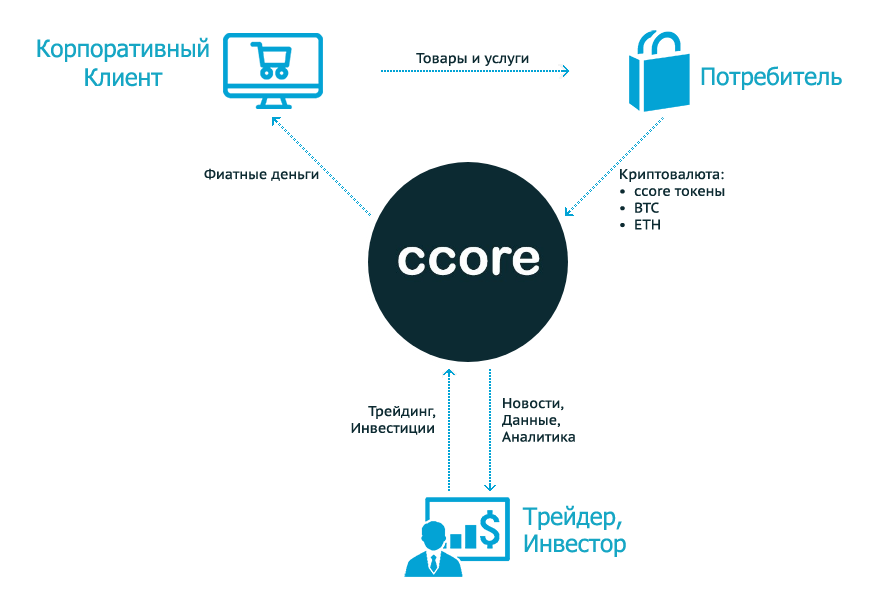 Корпоративный
Клиент
Товары и услуги
Потребитель
Фиатные деньги
Криптовалюта:
• ccore токены
• BTC
• ETH
ccore
Трейдинг,
Инвестиции
Новости,
Данные,
Аналитика
$
Трейдер,
Инвестор